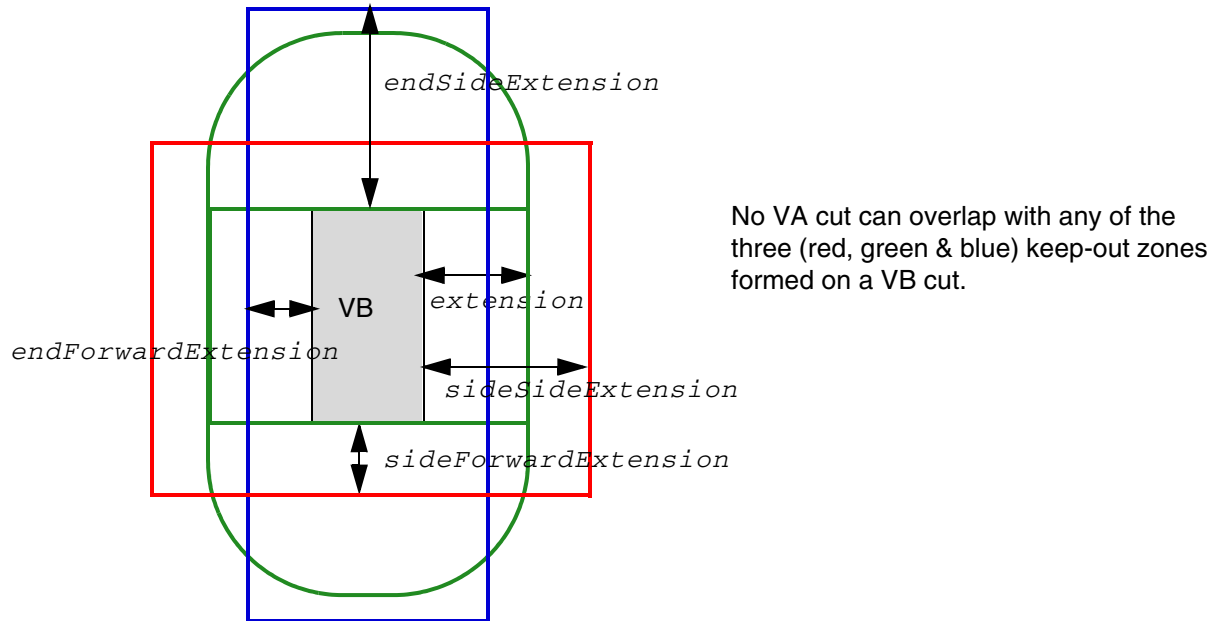 endSideExtension
No VA cut can overlap with any of the
three (red, green & blue) keep-out zones
formed on a VB cut.
VB
extension
endForwardExtension
sideSideExtension
sideForwardExtension